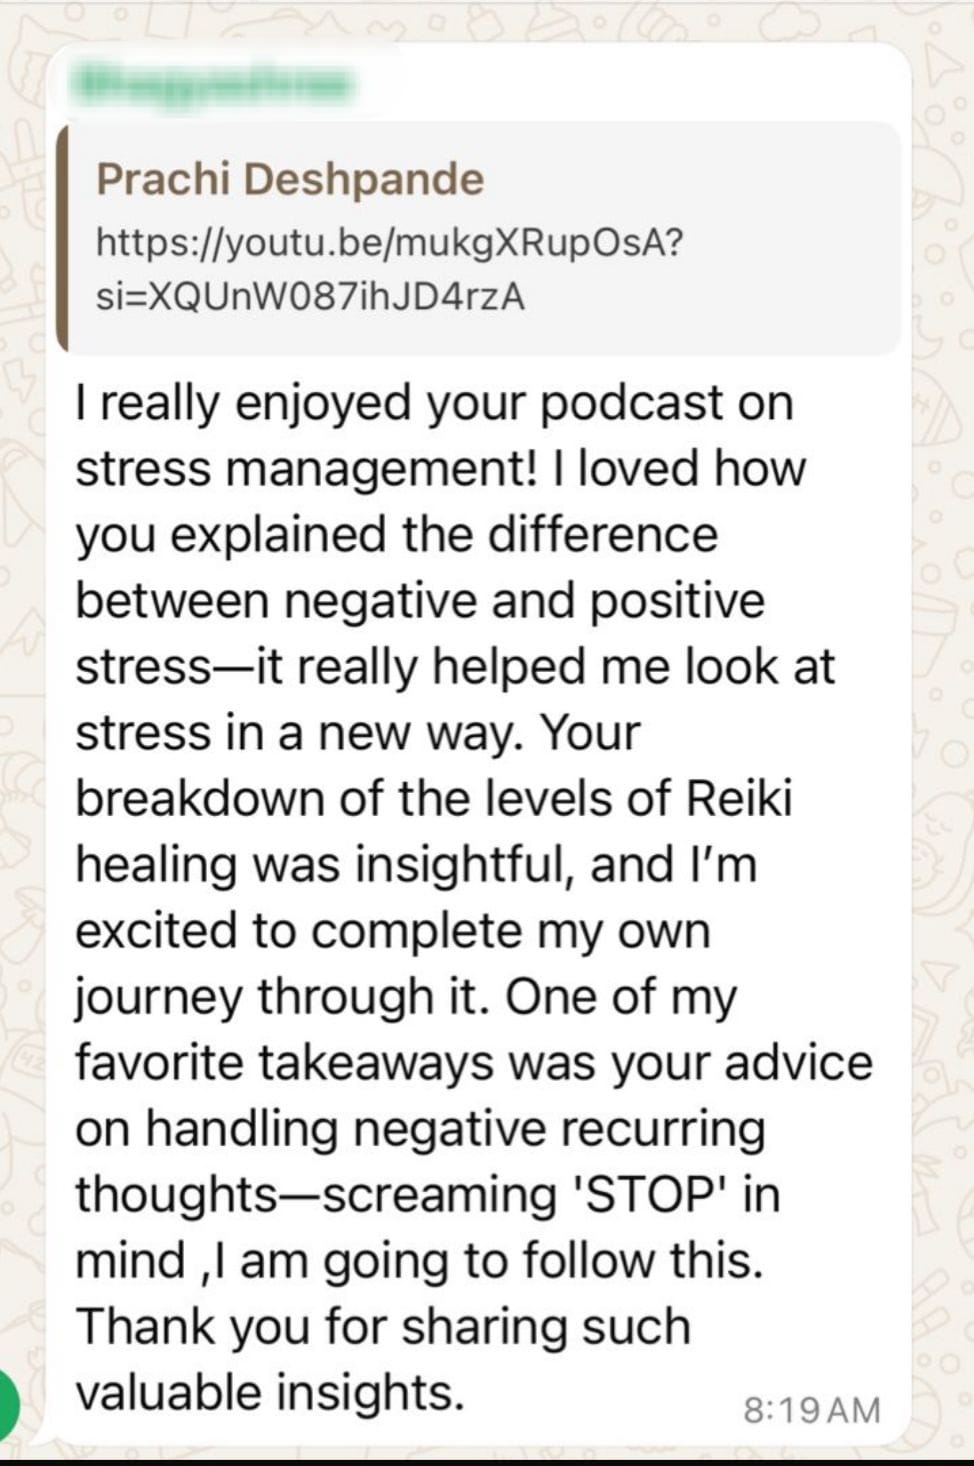 Prachi Deshpande
https://youtu.be/mukgXRupOsA?
si=XQUnW087ihJD4rzA
I really enjoyed your podcast on
stress management! I loved how
you explained the difference
between negative and positive
stress—it really helped me look at
stress in a new way. Your
breakdown of the levels of Reiki
healing was insightful, and I’m
excited to complete my own
journey through it. One of my
favorite takeaways was your advice
on handling negative recurring
thoughts—screaming 'STOP' in
mind ,I am going to follow this.
Thank you for sharing such
valuable insights.
8:19 AM